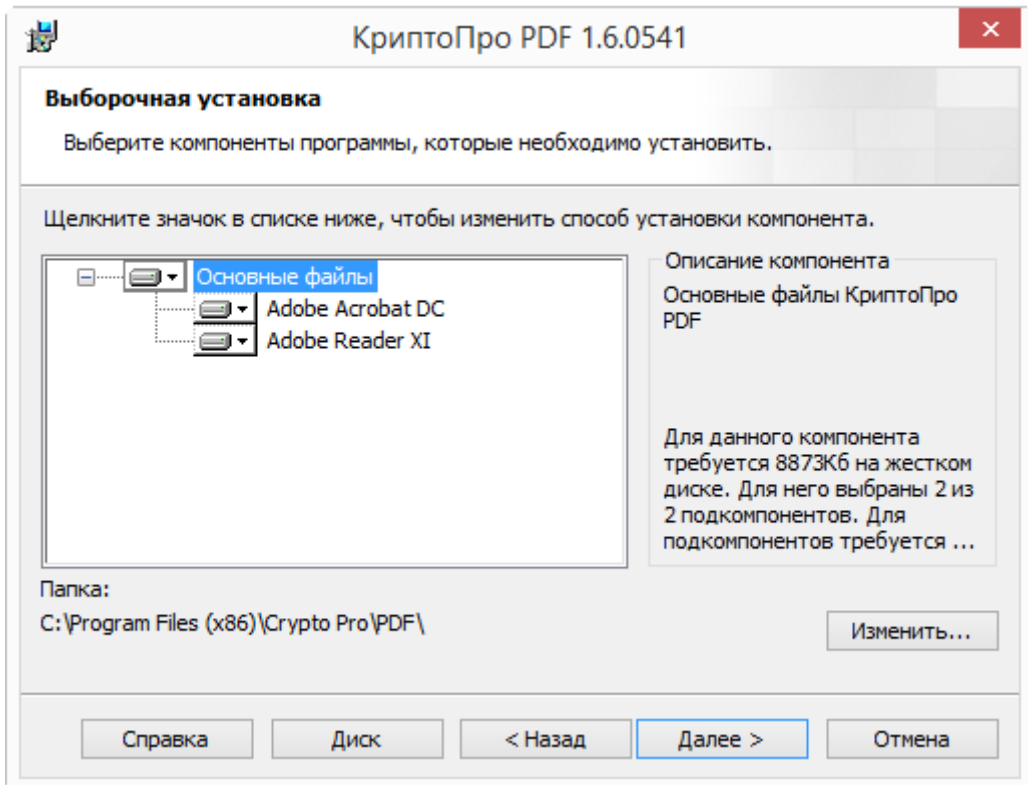 КриптоПро PDF 1.6.0541
Выборочная установка
Выберите компоненты программы, которые необходимо установить.
Щелкните значок в списке ниже, чтобы изменить способ установки компонента.
Основные файлы
Adobe Acrobat DC
Adobe Reader XI
Описание компонента
Основные файлы КриптоПро
PDF
Для данного компонента
требуется 8873Кб на жестком
диске. Для него выбраны 2 из
2 подкомпонентов. Для
подкомпонентов требуется ...
Папка:
C:\Program Files (x86)\Crypto Pro\PDF\
Изменить...
Справка
Диск
< Назад
Далее >
Отмена